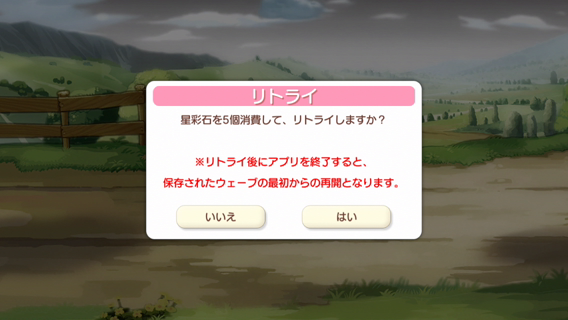 リトライ
星彩石を5個消費して、リトライしますか？
※リトライ後にアプリを終了すると、
保存されたウェーブの最初からの再開となります。
いいえ
はい